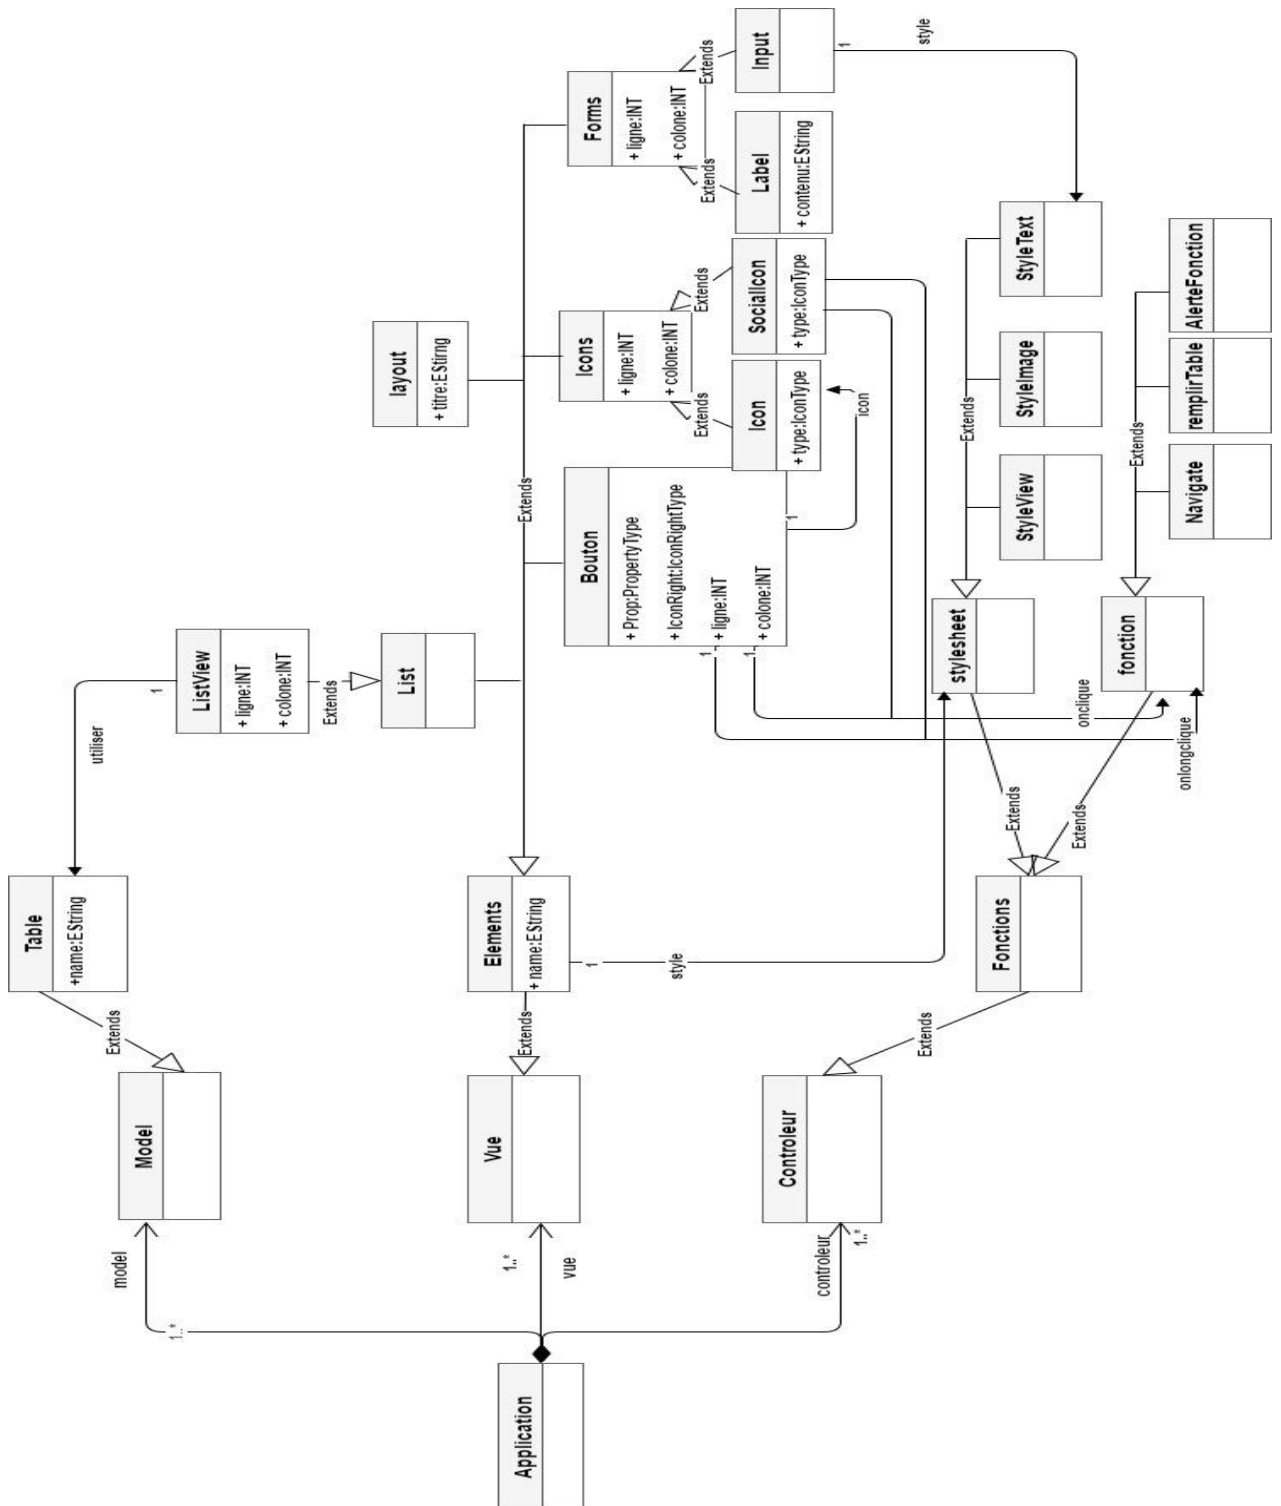 Application
model
1..*
1..*
vue
controleur
1..*
Model
Vue
Controleur
Extends
Extends
Extends
Table
+name:EString
Elements
+ name:EString
1
style
Fonctions
utiliser
1
ListView
+ ligne:INT
+ colone:INT
Extends
List
Extends
Extends
onclique
onlongclique
layout
+ titre:EStirng
Extends
Bouton
+ Prop:PropertyType
+ IconRight:IconRightType
+ ligne:INT
+ colone:INT
1
1
1
icon
stylesheet
fonction
Icons
+ ligne:INT
+ colone:INT
Extends
Extends
Icon
+ type:IconType
SocialIcon
+ type:IconType
Forms
+ ligne:INT
+ colone:INT
Extends
Extends
Label
+ contenu:EString
Input
1
style
Extends
StyleView
StyleImage
StyleText
Extends
Navigate
remplirTable
AlerteFonction